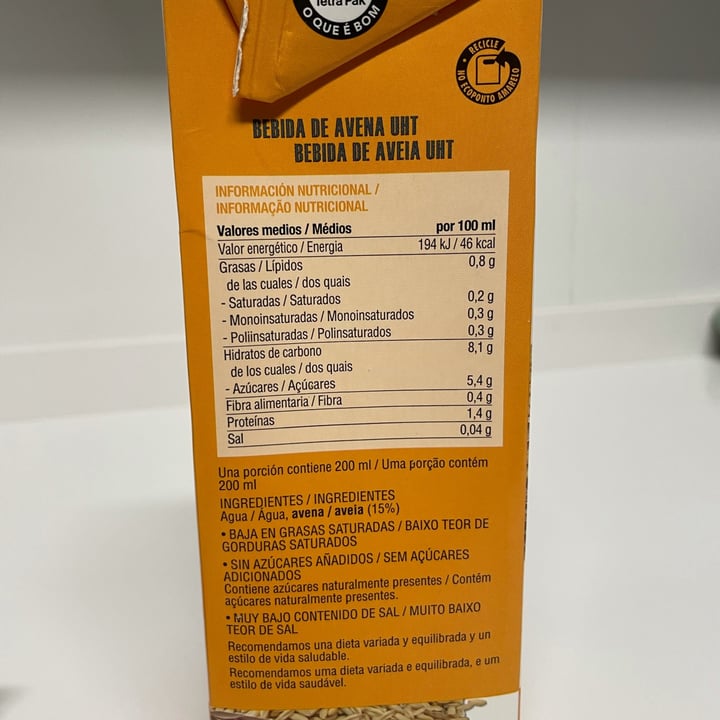 Tetra Pak
O QUE É BOM
RECICLE
NO ECOPONTO AMARELO
BEBIDA DE AVENA UHT
BEBIDA DE AVEIA UHT
INFORMACIÓN NUTRICIONAL /
INFORMAÇÃO NUTRICIONAL
Valores medios / Médios por 100 ml
Valor energético / Energia 194 kJ / 46 kcal
Grasas / Lípidos 0,8 g
de las cuales / dos quais
- Saturadas / Saturados 0,2 g
- Monoinsaturadas / Monoinsaturados 0,3 g
- Poliinsaturadas / Polinsaturados 0,3 g
Hidratos de carbono 8,1 g
de los cuales / dos quais
- Azúcares / Açúcares 5,4 g
Fibra alimentaria / Fibra 0,4 g
Proteínas 1,4 g
Sal 0,04 g
Una porción contiene 200 ml / Uma porção contém
200 ml
INGREDIENTES / INGREDIENTES
Agua / Água, avena / aveia (15%)
• BAJA EN GRASAS SATURADAS / BAIXO TEOR DE
GORDURAS SATURADOS
• SIN AZÚCARES AÑADIDOS / SEM AÇÚCARES
ADICIONADOS
Contiene azúcares naturalmente presentes / Contém
açúcares naturalmente presentes.
• MUY BAJO CONTENIDO DE SAL / MUITO BAIXO
TEOR DE SAL
Recomendamos una dieta variada y equilibrada y un
estilo de vida saludable.
Recomendamos uma dieta variada e equilibrada, e um
estilo de vida saudável.